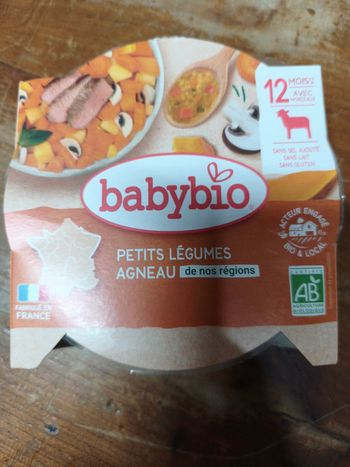 12 MOIS
AVEC
MORCEAUX
SANS SEL AJOUTÉ
SANS LAIT
SANS GLUTEN
babybio
ACTEUR ENGAGÉ
BIO & LOCAL
PETITS LÉGUMES
AGNEAU de nos régions
FABRIQUÉ EN
FRANCE
CERTIFIÉ
AB
AGRICULTURE
BIOLOGIQUE